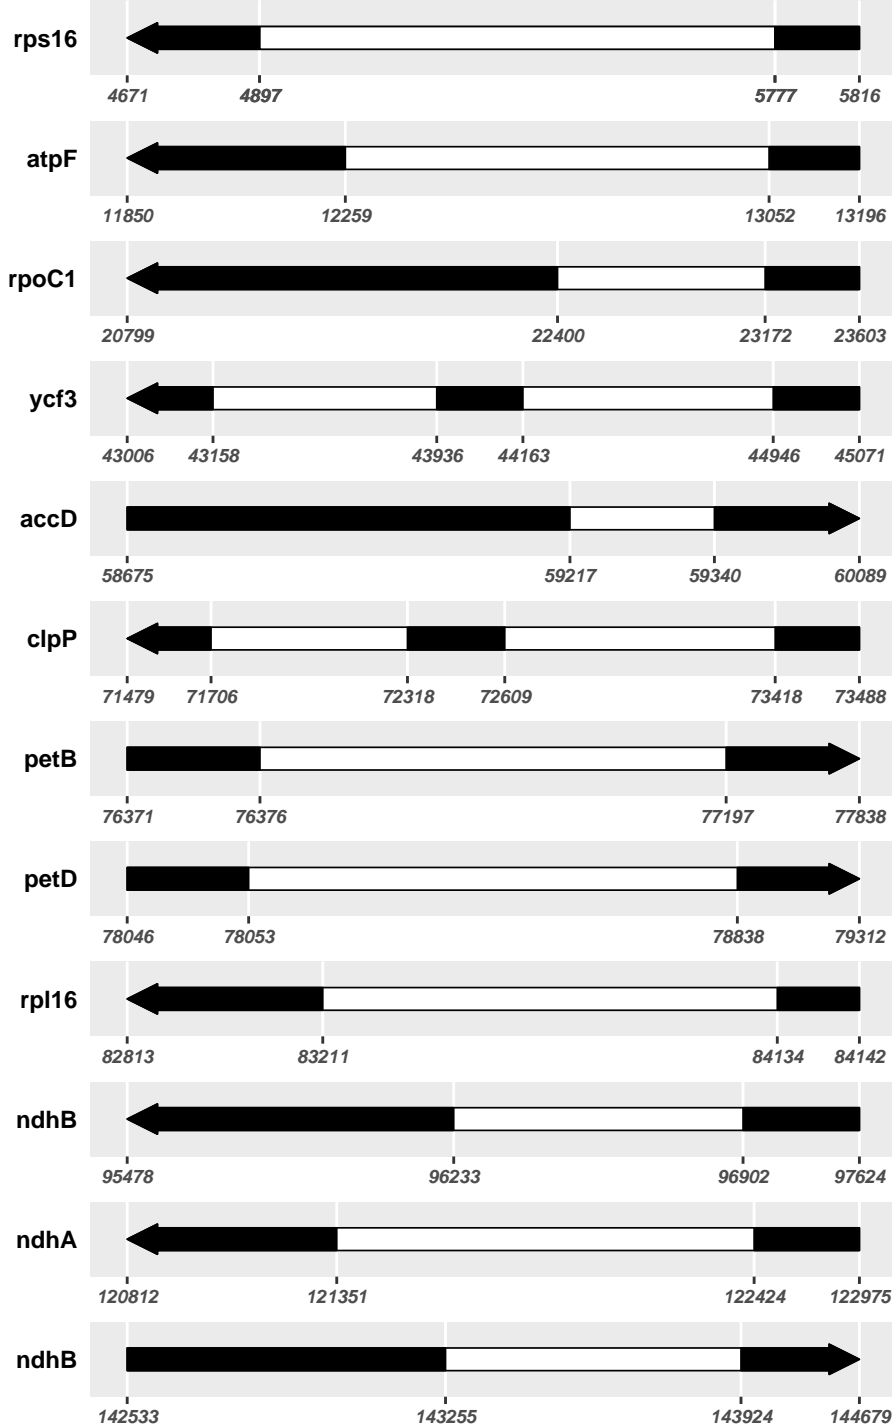 rps16
4671 4897 5777 5816
atpF
11850 12259 13052 13196
rpoC1
20799 22400 23172 23603
ycf3
43006 43158 43936 44163 44946 45071
accD
58675 59217 59340 60089
clpP
71479 71706 72318 72609 73418 73488
petB
76371 76376 77197 77838
petD
78046 78053 78838 79312
rpl16
82813 83211 84134 84142
ndhB
95478 96233 96902 97624
ndhA
120812 121351 122424 122975
ndhB
142533 143255 143924 144679